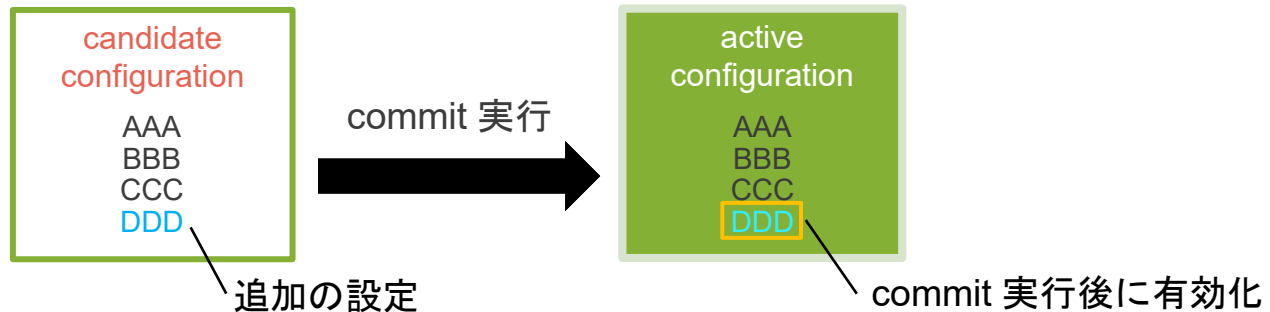 candidate
configuration
AAA
BBB
CCC
DDD
追加の設定
commit 実行
active
configuration
AAA
BBB
CCC
DDD
commit 実行後に有効化